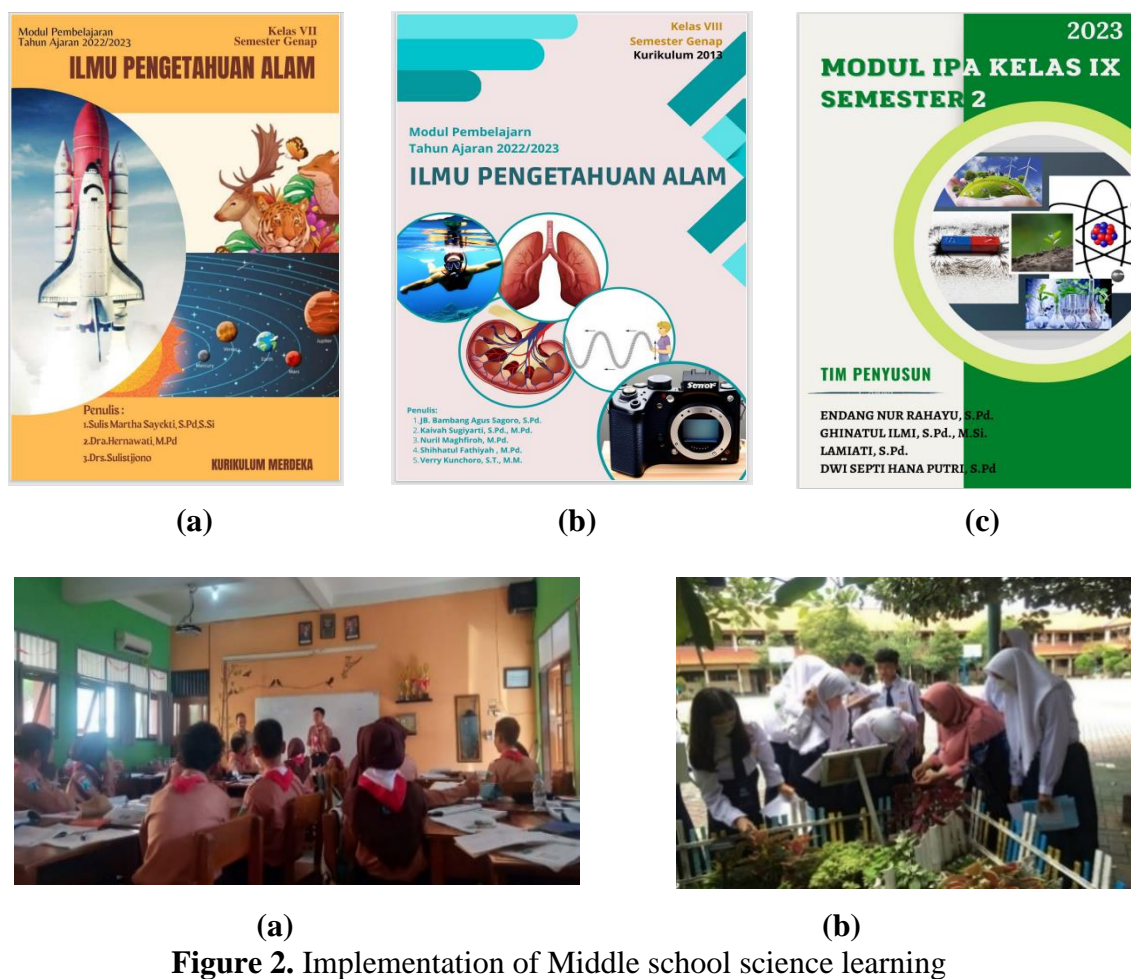 Modul Pembelajaran
Tahun Ajaran 2022/2023
Kelas VII
Semester Genap
ILMU PENGETAHUAN ALAM
Mercury
Venus
Earth
Mars
Jupiter
Penulis :
1.Sulis Martha Sayekti, S.Pd,S.Si
2.Dra.Hernawati, M.Pd
3.Drs.Sulistijono
KURIKULUM MERDEKA
(a)
Kelas VIII
Semester Genap
Kurikulum 2013
Modul Pembelajarn
Tahun Ajaran 2022/2023
ILMU PENGETAHUAN ALAM
Penulis:
1. JB. Bambang Agus Sagoro, S.Pd.
2. Kaivah Sugiyarti, S.Pd., M.Pd.
3. Nuril Maghfiroh, M.Pd.
4. Shihhatul Fathiyah , M.Pd.
5. Verry Kunchoro, S.T., M.M.
(b)
2023
MODUL IPA KELAS IX
SEMESTER 2
TIM PENYUSUN
ENDANG NUR RAHAYU, S.Pd.
GHINATUL ILMI, S.Pd., M.Si.
LAMIATI, S.Pd.
DWI SEPTI HANA PUTRI, S.Pd
(c)
(a)
(b)
Figure 2. Implementation of Middle school science learning